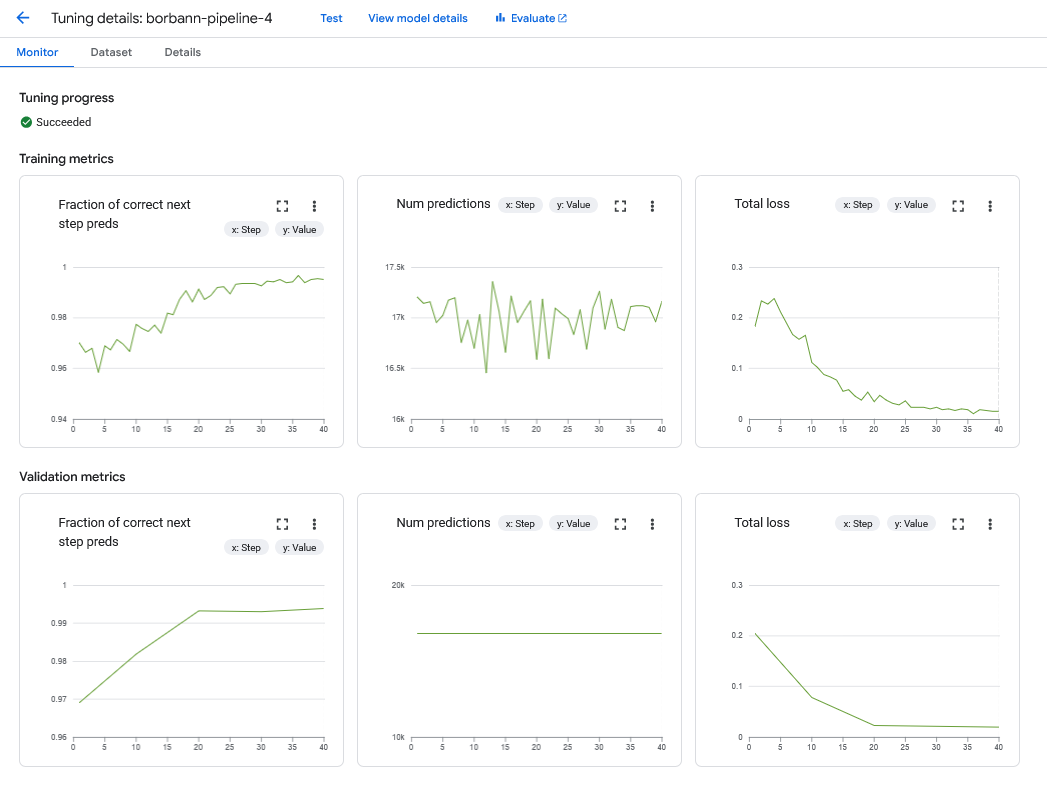 Tuning details: borbann-pipeline-4 Test View model details Evaluate
Monitor Dataset Details
Tuning progress
Succeeded
Training metrics
Fraction of correct next
step preds
x: Step y: Value
1
0.98
0.96
0.94
0 5 10 15 20 25 30 35 40
Num predictions x: Step y: Value
17.5k
17k
16.5k
16k
0 5 10 15 20 25 30 35 40
Total loss x: Step y: Value
0.3
0.2
0.1
0
0 5 10 15 20 25 30 35 40
Validation metrics
Fraction of correct next
step preds
x: Step y: Value
1
0.99
0.98
0.97
0.96
0 5 10 15 20 25 30 35 40
Num predictions x: Step y: Value
20k
10k
0 5 10 15 20 25 30 35 40
Total loss x: Step y: Value
0.3
0.2
0.1
0
0 5 10 15 20 25 30 35 40